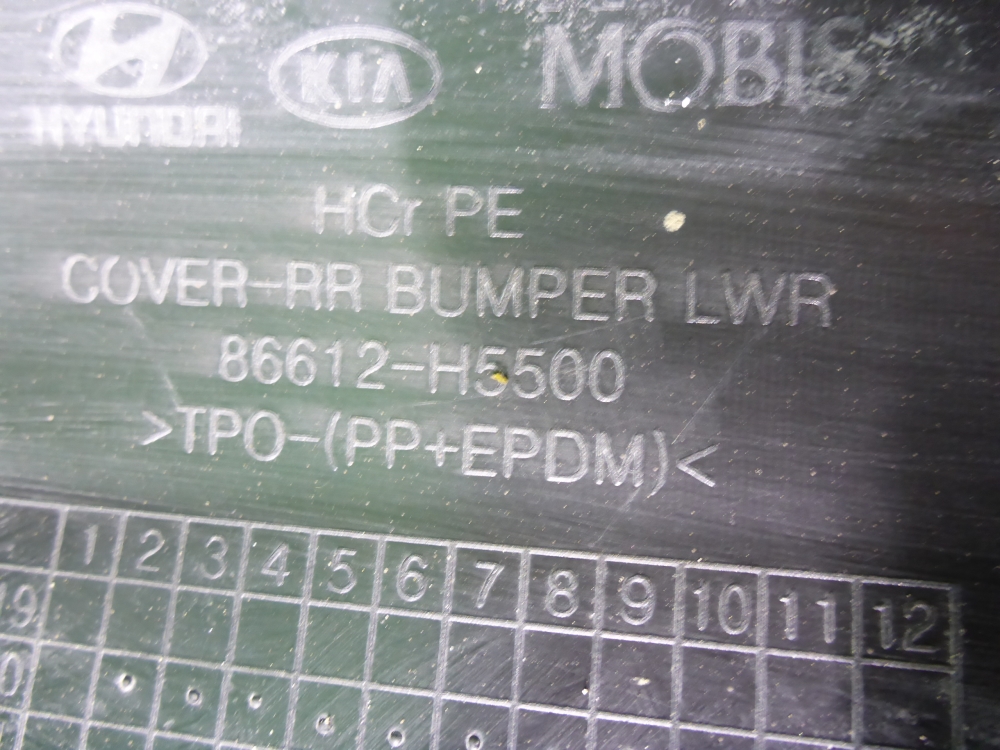 HYUNDAI KIA MOBIS
HCr PE
COVER-RR BUMPER LWR
86612-H5500
>TPO-(PP+EPDM)<
1 2 3 4 5 6 7 8 9 10 11 12
19